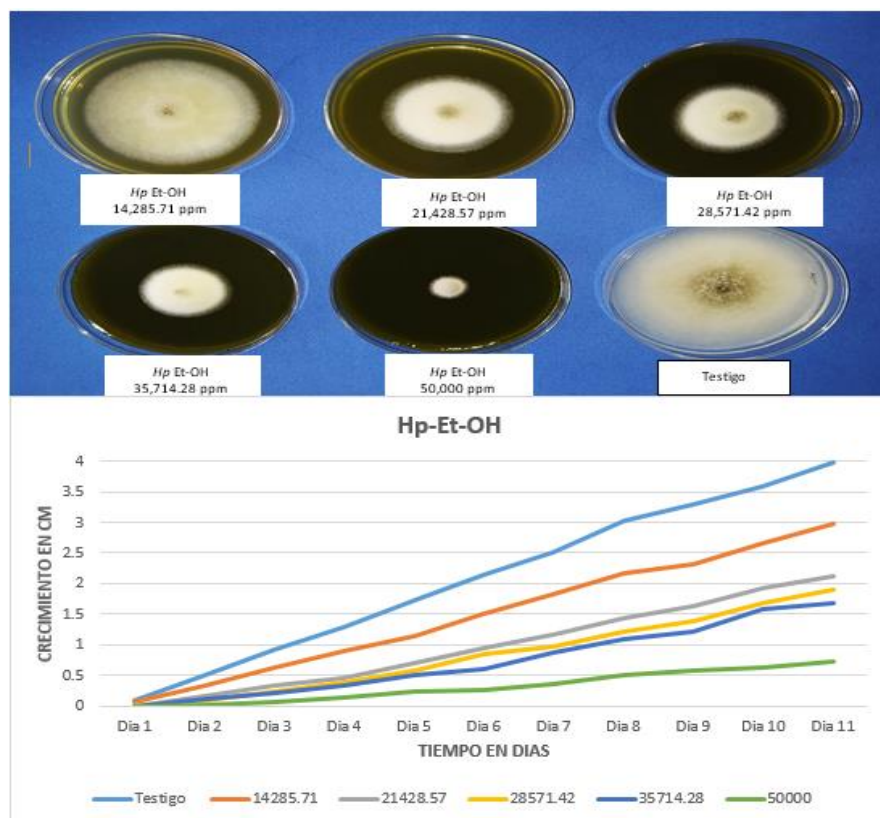 Hp Et-OH
14,285.71 ppm
Hp Et-OH
21,428.57 ppm
Hp Et-OH
28,571.42 ppm
Hp Et-OH
35,714.28 ppm
Hp Et-OH
50,000 ppm
Testigo
Hp-Et-OH
CRECIMIENTO EN CM
4
3.5
3
2.5
2
1.5
1
0.5
0
Dia 1 Dia 2 Dia 3 Dia 4 Dia 5 Dia 6 Dia 7 Dia 8 Dia 9 Dia 10 Dia 11
TIEMPO EN DIAS
Testigo 14285.71 21428.57 28571.42 35714.28 50000